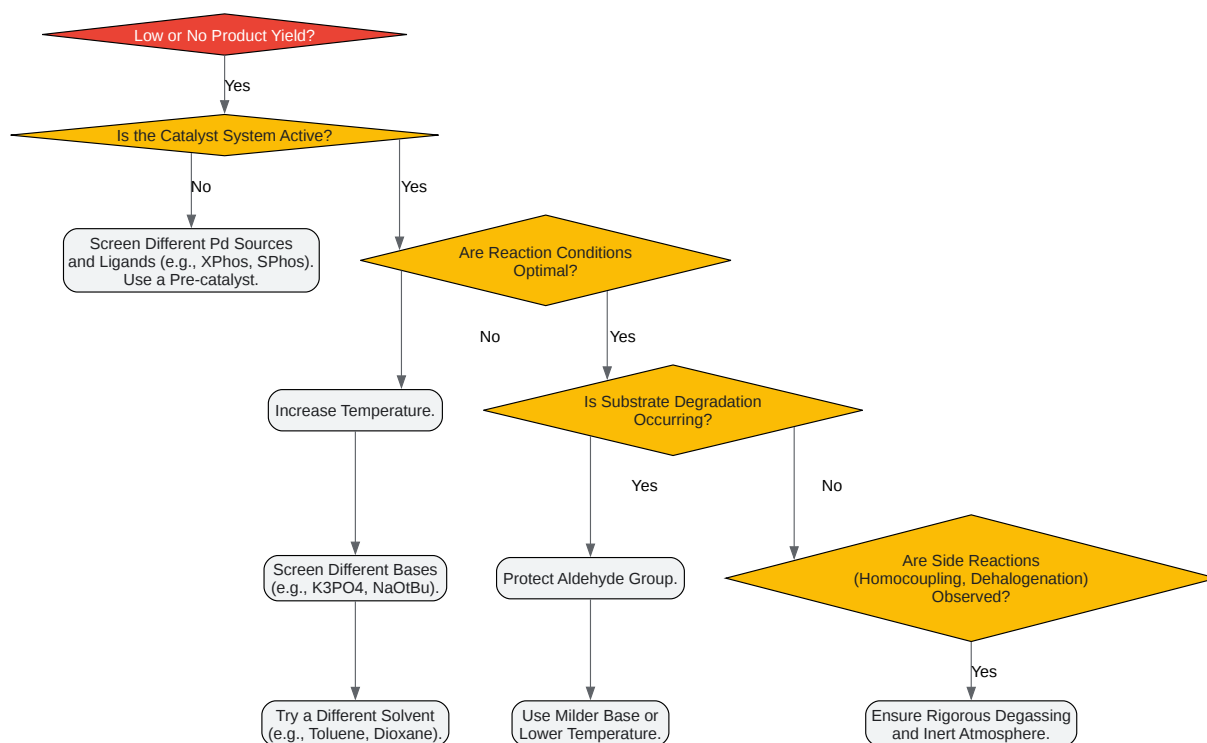 Low or No Product Yield?
Yes
Is the Catalyst System Active?
No
Yes
Screen Different Pd Sources
and Ligands (e.g., XPhos, SPhos).
Use a Pre-catalyst.
Are Reaction Conditions
Optimal?
No
Yes
Increase Temperature.
Is Substrate Degradation
Occurring?
Yes
No
Screen Different Bases
(e.g., K3PO4, NaOtBu).
Protect Aldehyde Group.
Are Side Reactions
(Homocoupling, Dehalogenation)
Observed?
Yes
Try a Different Solvent
(e.g., Toluene, Dioxane).
Use Milder Base or
Lower Temperature.
Ensure Rigorous Degassing
and Inert Atmosphere.